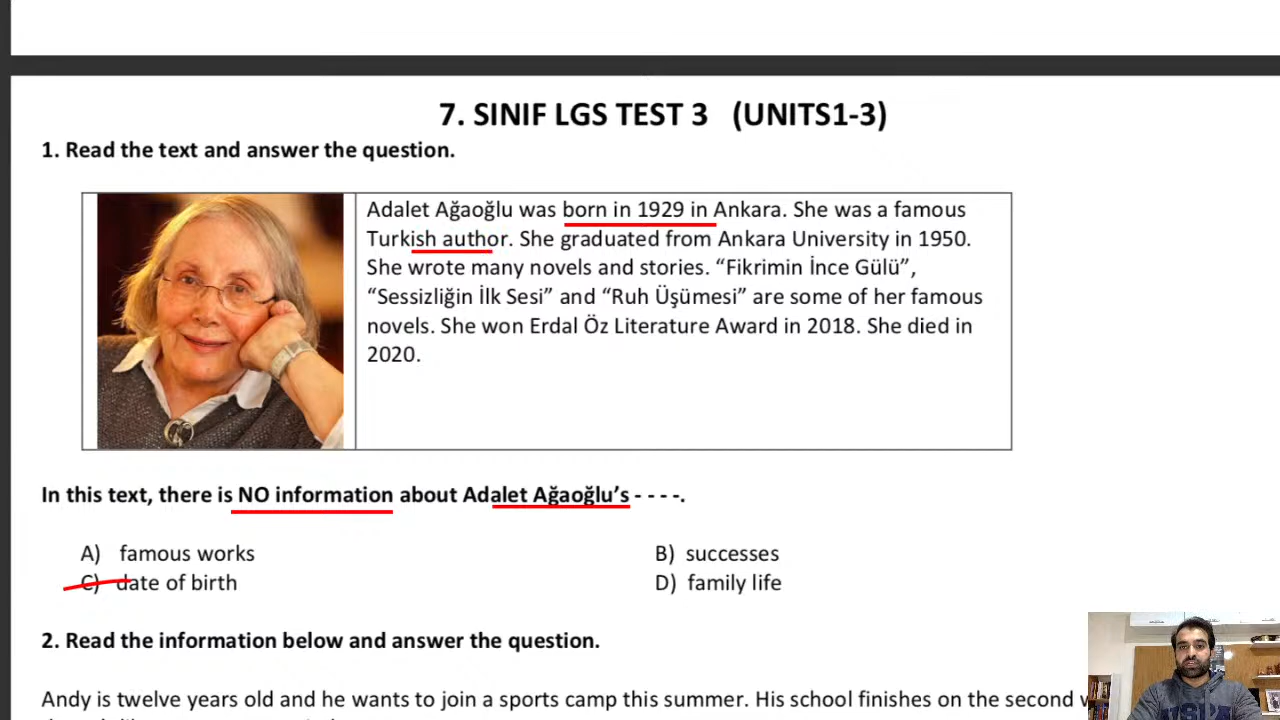 7. SINIF LGS TEST 3 (UNITS1-3)
1. Read the text and answer the question.
Adalet Ağaoğlu was born in 1929 in Ankara. She was a famous
Turkish author. She graduated from Ankara University in 1950.
She wrote many novels and stories. “Fikrimin İnce Gülü”,
“Sessizliğin İlk Sesi” and “Ruh Üşümesi” are some of her famous
novels. She won Erdal Öz Literature Award in 2018. She died in
2020.
In this text, there is NO information about Adalet Ağaoğlu’s - - - -.
A) famous works
B) successes
C) date of birth
D) family life
2. Read the information below and answer the question.
Andy is twelve years old and he wants to join a sports camp this summer. His school finishes on the second